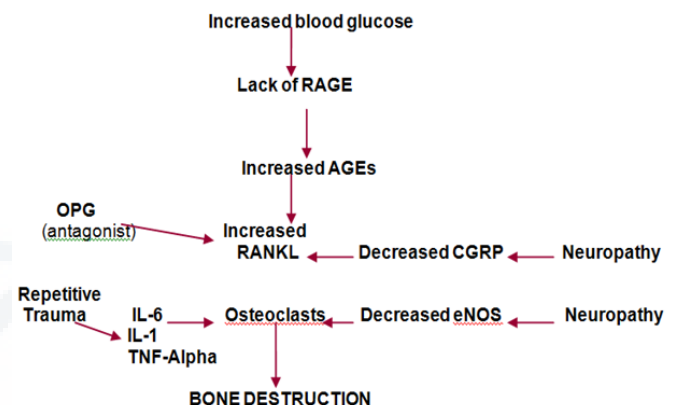 Increased blood glucose
Lack of RAGE
Increased AGEs
OPG
(antagonist)
Increased
RANKL
Decreased CGRP
Neuropathy
Repetitive
Trauma
IL-6
IL-1
TNF-Alpha
Osteoclasts
Decreased eNOS
Neuropathy
BONE DESTRUCTION